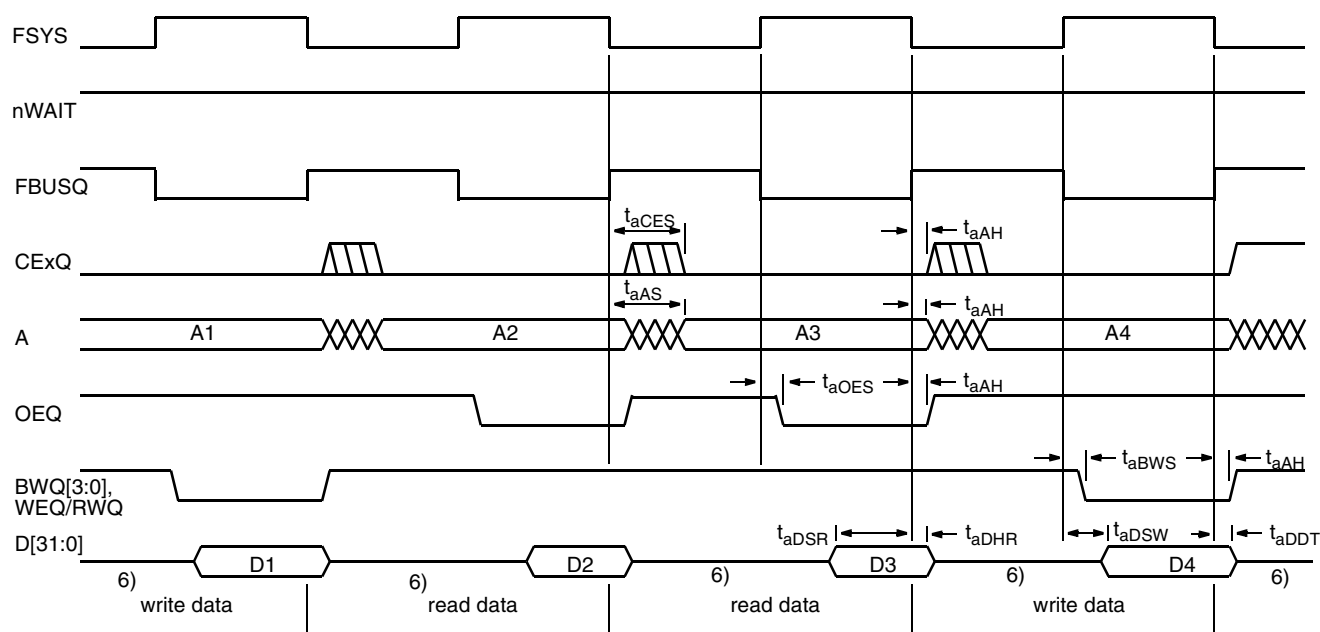 FSYS
nWAIT
FBUSQ
CExQ
taCES
taAH
A
A1
A2
taAS
A3
taAH
A4
OEQ
taOES
taAH
BWQ[3:0],
WEQ/RWQ
taBWS
taAH
D[31:0]
6)
D1
6)
D2
6)
taDSR
D3
taDHR
6)
taDSW
D4
taDDT
6)
write data
read data
read data
write data